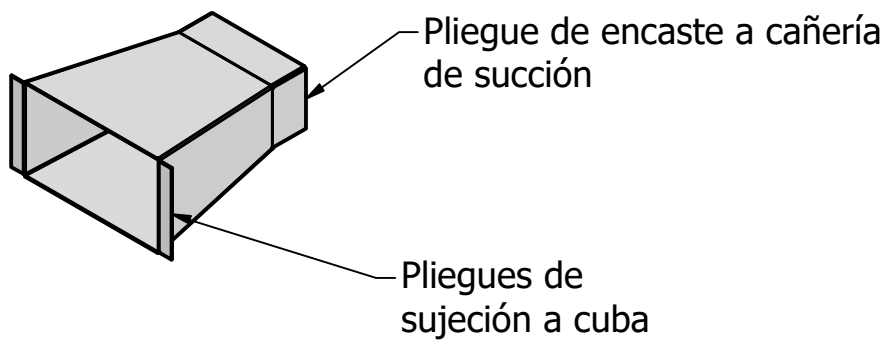 Pliegue de encaste a cañería
de succión
Pliegues de
sujeción a cuba